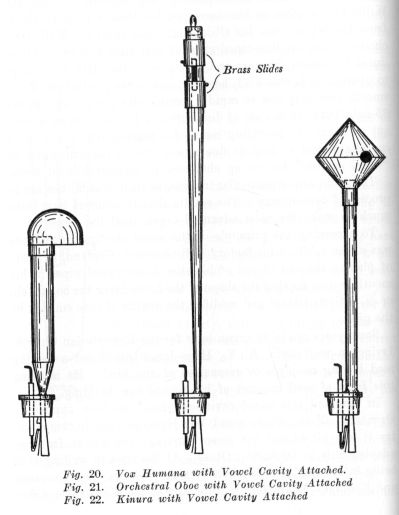 Brass Slides
Fig. 20. Vox Humana with Vowel Cavity Attached.
Fig. 21. Orchestral Oboe with Vowel Cavity Attached
Fig. 22. Kinura with Vowel Cavity Attached